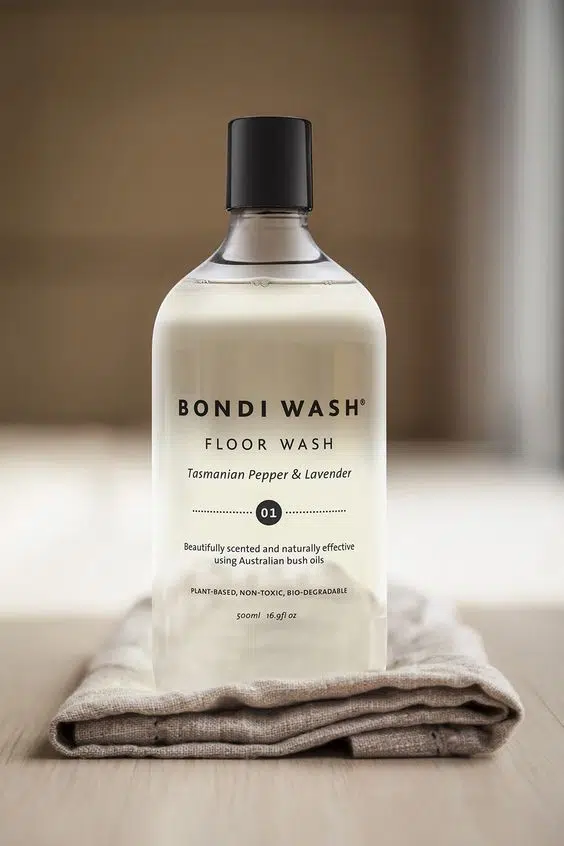 BONDI WASH®
FLOOR WASH
Tasmanian Pepper & Lavender
01
Beautifully scented and naturally effective
using Australian bush oils
PLANT-BASED, NON-TOXIC, BIO-DEGRADABLE
500ml 16.9fl oz